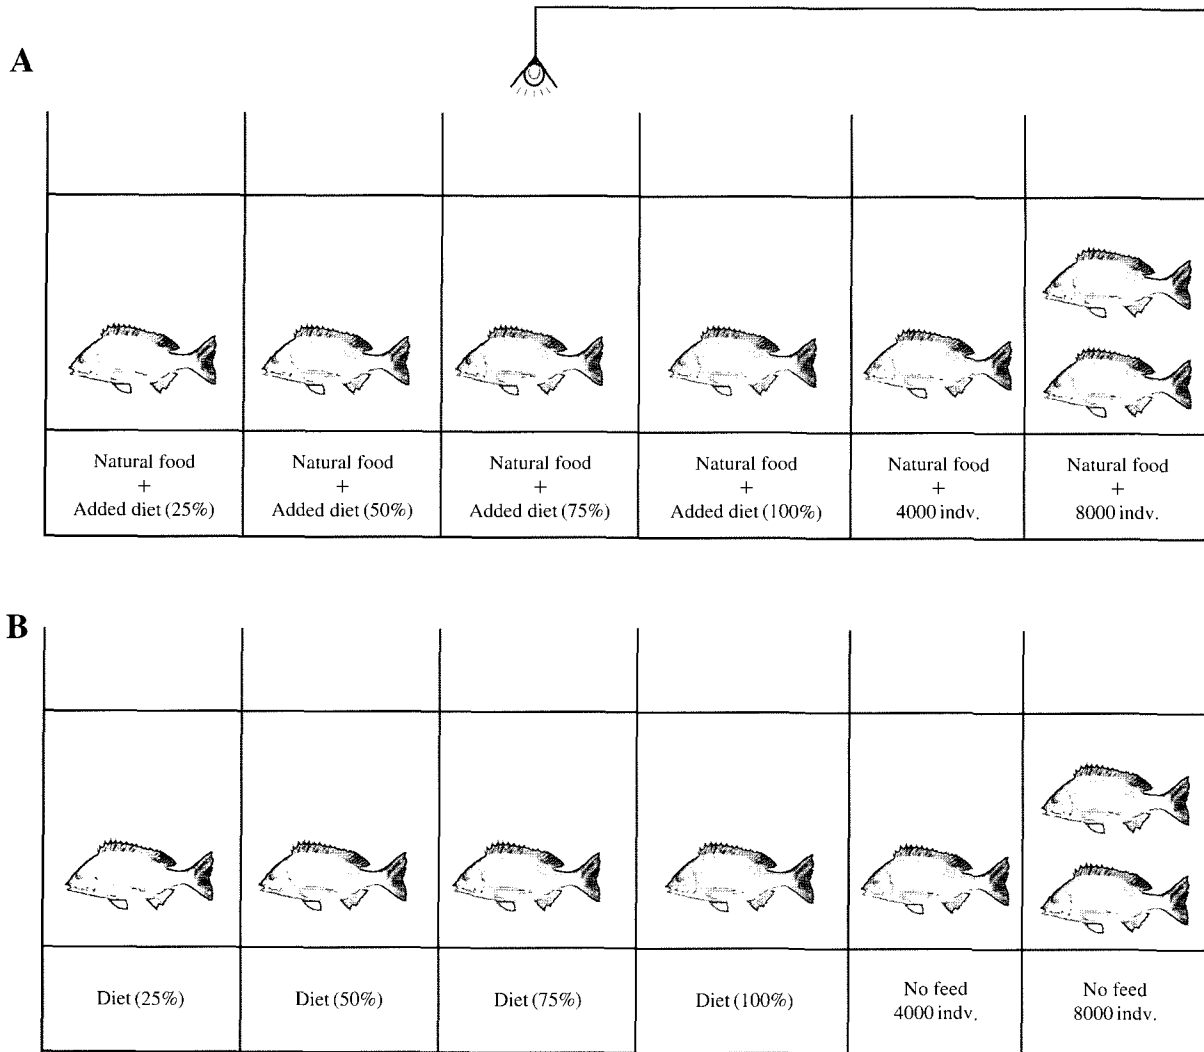 A
Natural food
+
Added diet (25%)
Natural food
+
Added diet (50%)
Natural food
+
Added diet (75%)
Natural food
+
Added diet (100%)
Natural food
+
4000 indv.
Natural food
+
8000 indv.
B
Diet (25%)
Diet (50%)
Diet (75%)
Diet (100%)
No feed
4000 indv.
No feed
8000 indv.